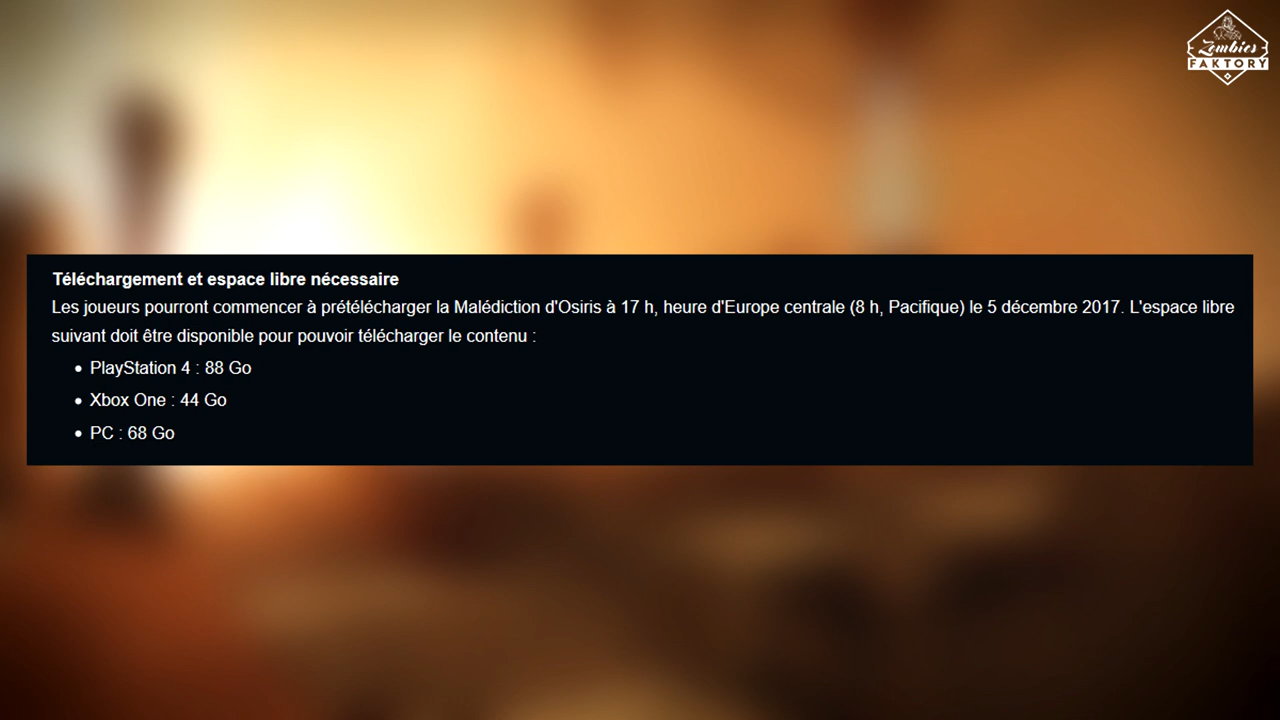 Zombies
FAKTORY
Téléchargement et espace libre nécessaire
Les joueurs pourront commencer à prétélécharger la Malédiction d'Osiris à 17 h, heure d'Europe centrale (8 h, Pacifique) le 5 décembre 2017. L'espace libre
suivant doit être disponible pour pouvoir télécharger le contenu :
• PlayStation 4 : 88 Go
• Xbox One : 44 Go
• PC : 68 Go